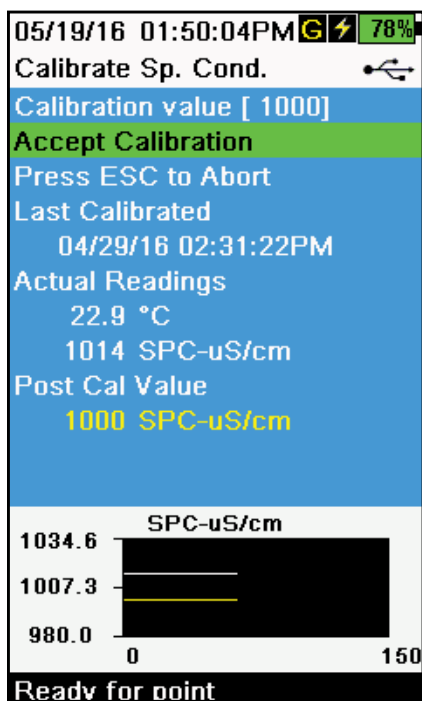 05/19/16 01:50:04PM G 78%
Calibrate Sp. Cond.
Calibration value [ 1000]
Accept Calibration
Press ESC to Abort
Last Calibrated
04/29/16 02:31:22PM
Actual Readings
22.9 °C
1014 SPC-uS/cm
Post Cal Value
1000 SPC-uS/cm
SPC-uS/cm
1034.6
1007.3
980.0
0 150
Ready for point